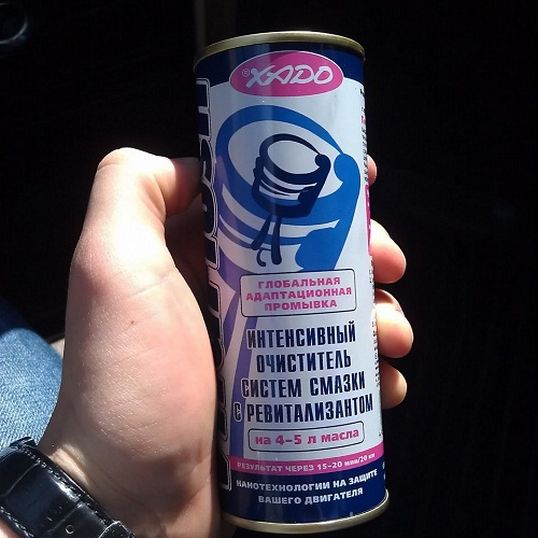 ®XADO
ГЛОБАЛЬНАЯ
АДАПТАЦИОННАЯ
ПРОМЫВКА
ИНТЕНСИВНЫЙ
ОЧИСТИТЕЛЬ
СИСТЕМ СМАЗКИ
С РЕВИТАЛИЗАНТОМ
на 4–5 л масла
РЕЗУЛЬТАТ ЧЕРЕЗ 15–20 мин/20 км
НАНОТЕХНОЛОГИИ НА ЗАЩИТЕ
ВАШЕГО ДВИГАТЕЛЯ